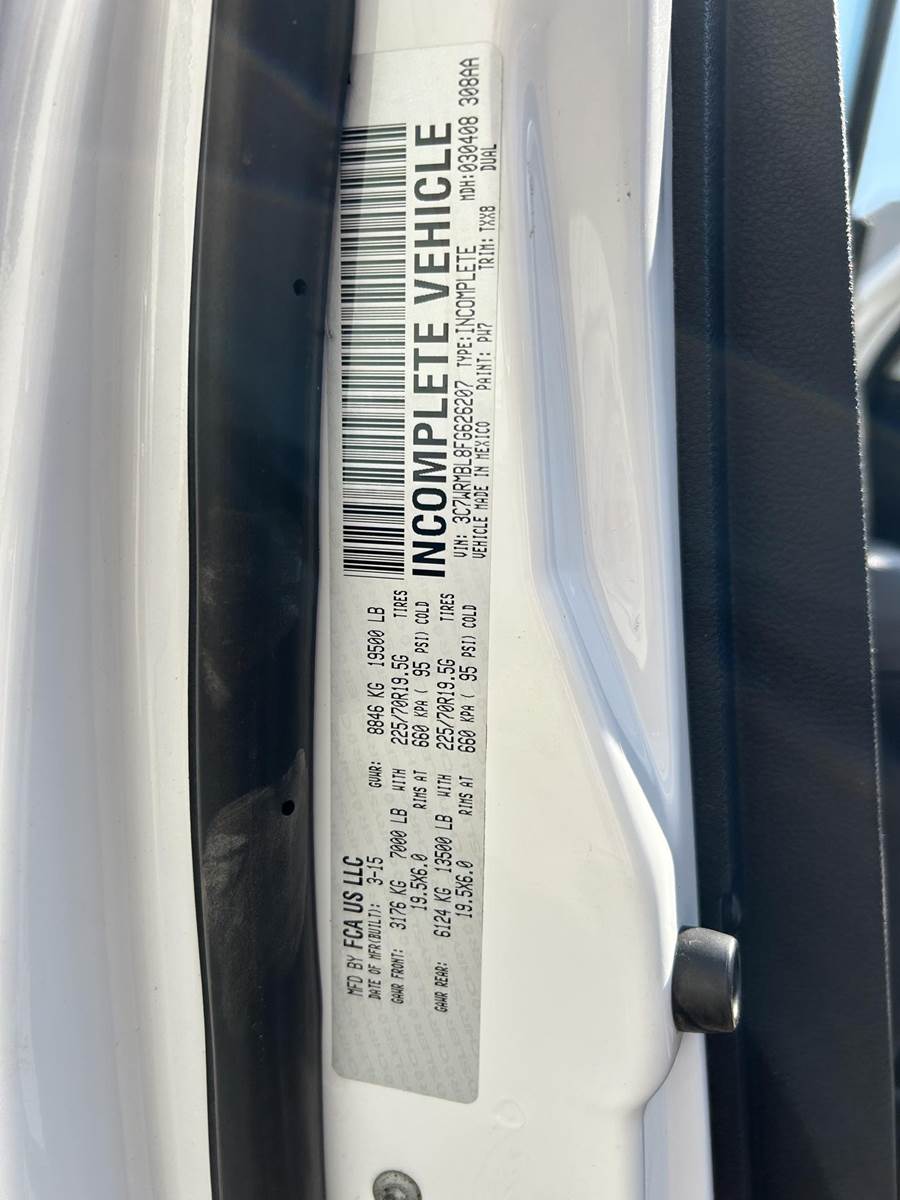 MFD BY FCA US LLC
DATE OF MFR(BUILT): 3-15 GVWR: 8846 KG 19500 LB
GAWR FRONT: 3176 KG 7000 LB WITH 225/70R19.5G TIRES
19.5X6.0 RIMS AT 660 KPA ( 95 PSI) COLD
GAWR REAR: 6124 KG 13500 LB WITH 225/70R19.5G TIRES
19.5X6.0 RIMS AT 660 KPA ( 95 PSI) COLD
INCOMPLETE VEHICLE
VIN: 3C7WRMBL8FG626207 TYPE:INCOMPLETE MDH:030408 308AA
VEHICLE MADE IN MEXICO PAINT: PW7 TRIM: TXX8 DUAL